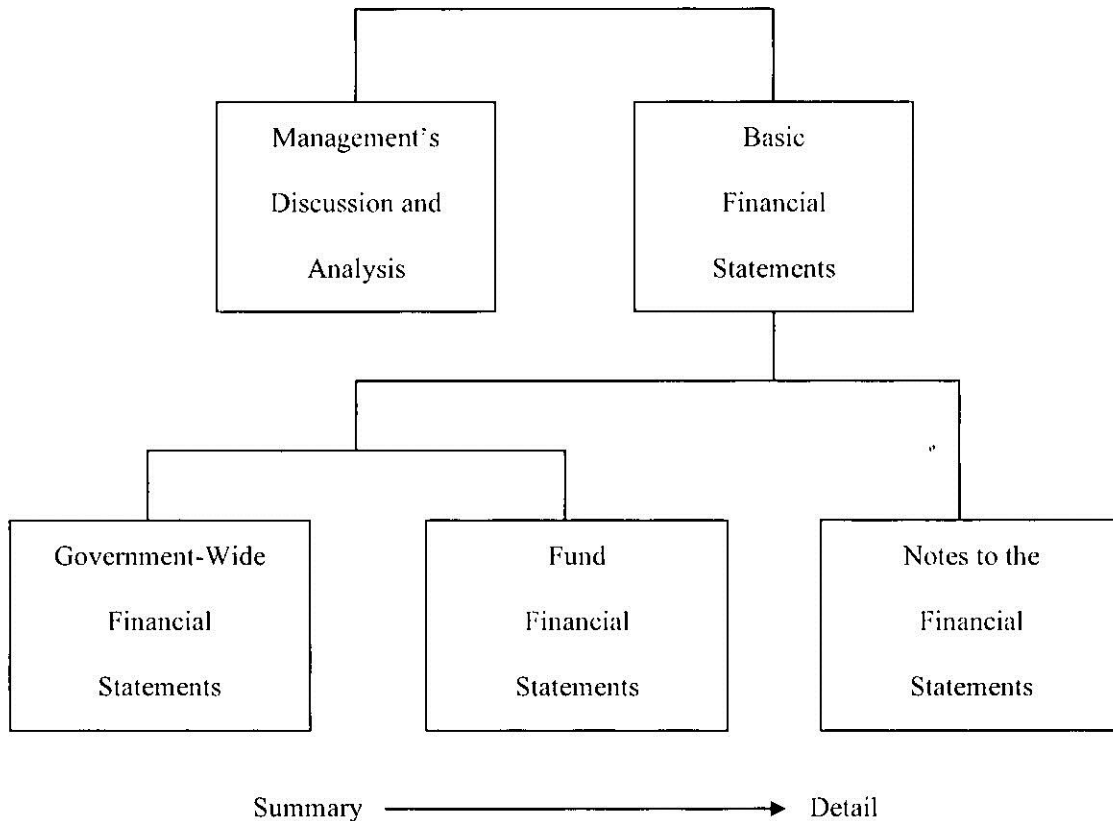 Management's
Discussion and
Analysis
Basic
Financial
Statements
Government-Wide
Financial
Statements
Fund
Financial
Statements
Notes to the
Financial
Statements
Summary
Detail